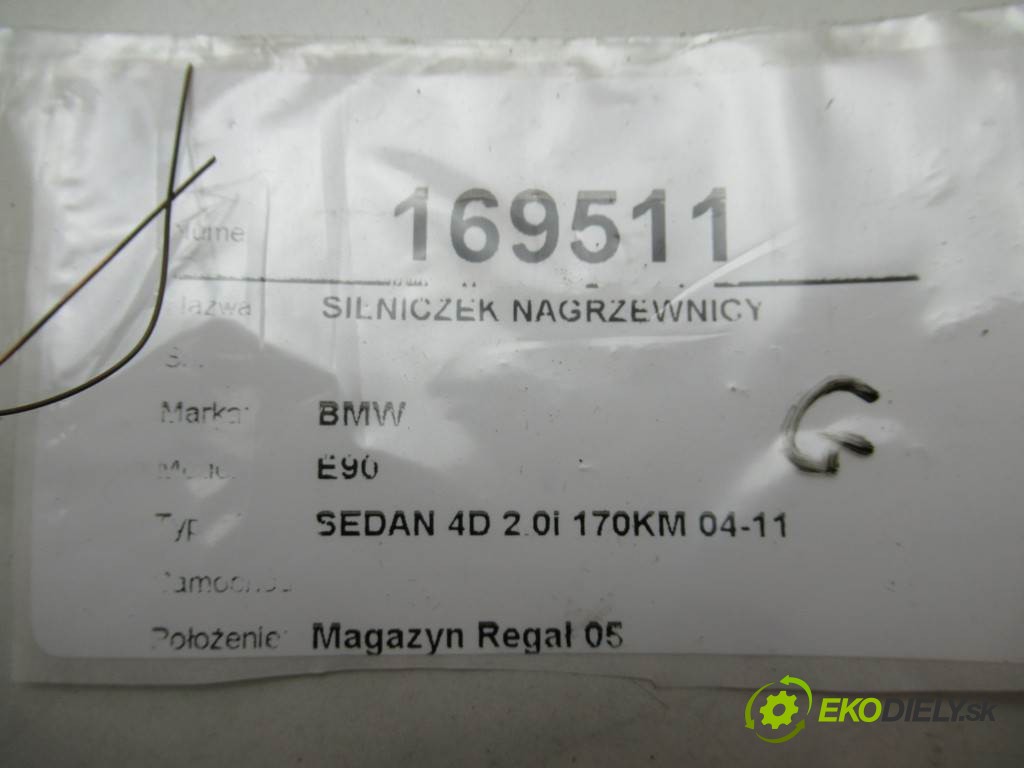 169511
SILNICZEK NAGRZEWNICY
Marka: BMW
E90
SEDAN 4D 2.0i 170KM 04-11
Położenie: Magazyn Regał 05
G
EKODIELY.SK